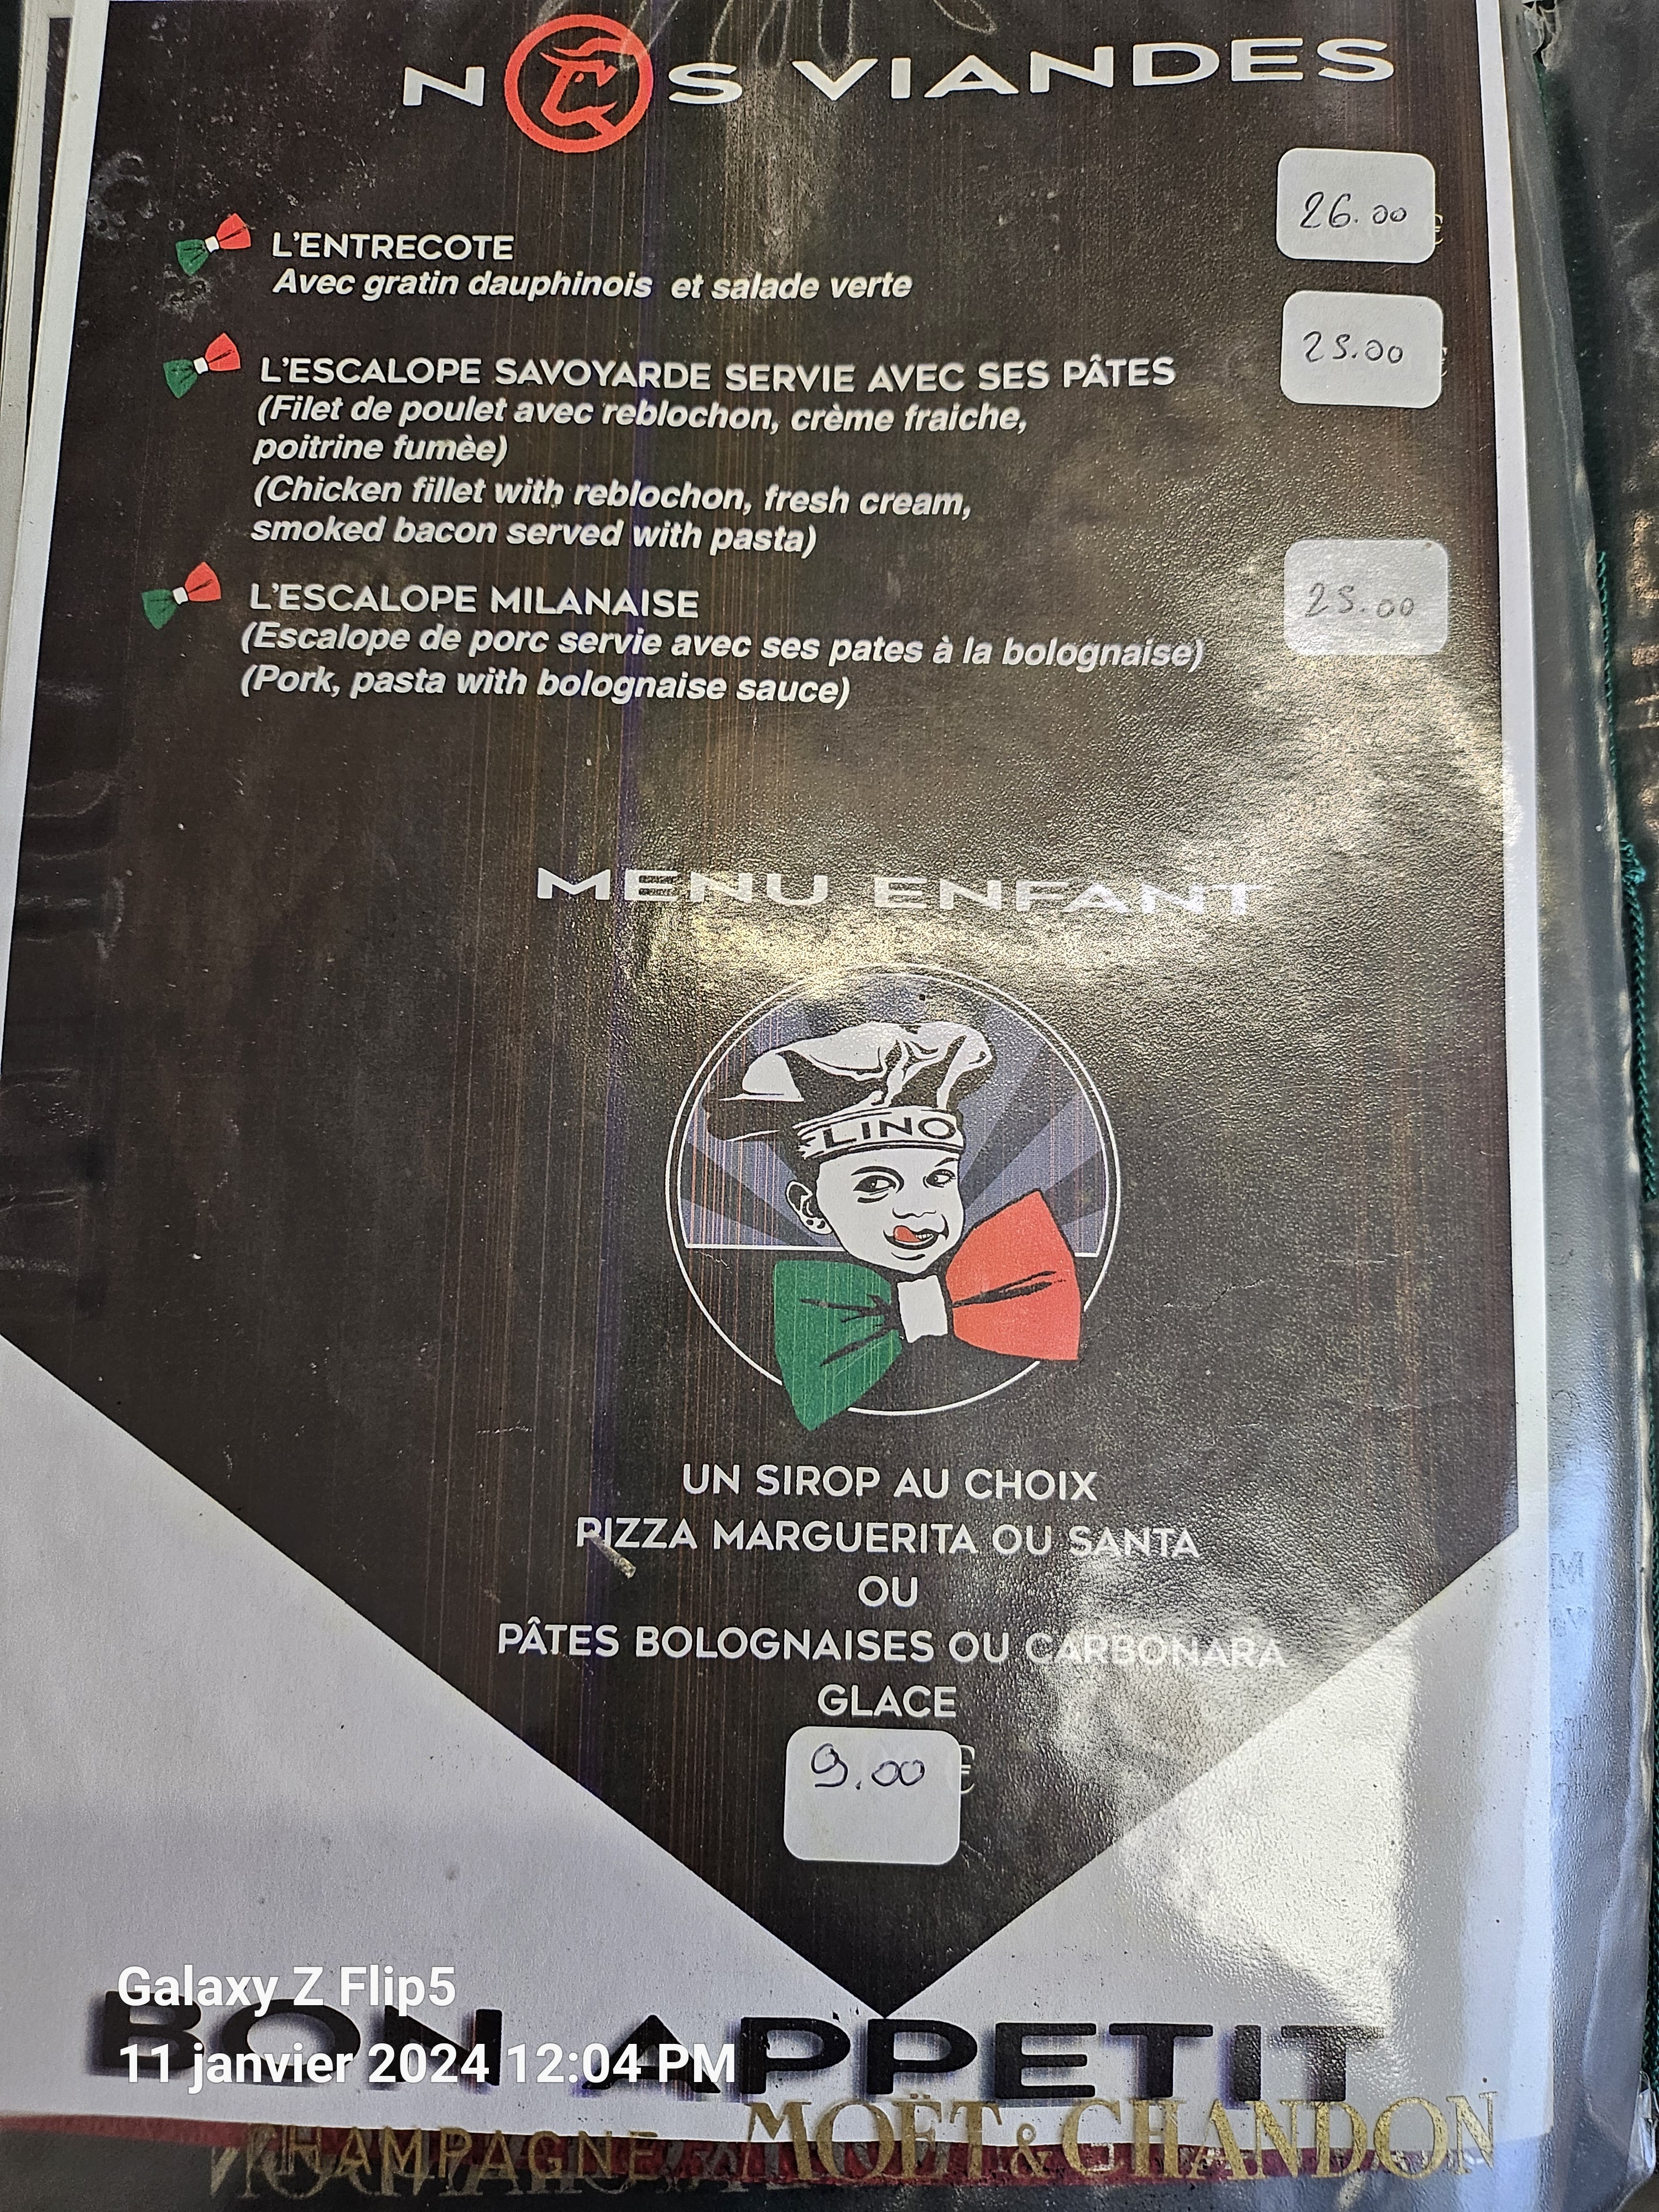 NOS VIANDES
26.00 €
L'ENTRECOTE
Avec gratin dauphinois et salade verte
25.00
L'ESCALOPE SAVOYARDE SERVIE AVEC SES PÂTES
(Filet de poulet avec reblochon, crème fraiche,
poitrine fumèe)
(Chicken fillet with reblochon, fresh cream,
smoked bacon served with pasta)
25.00
L'ESCALOPE MILANAISE
(Escalope de porc servie avec ses pates à la bolognaise)
(Pork, pasta with bolognaise sauce)
MENU ENFANT
LINO
UN SIROP AU CHOIX
PIZZA MARGUERITA OU SANTA
OU
PÂTES BOLOGNAISES OU CARBONARA
GLACE
9.00 €
BON APPETIT
Galaxy Z Flip5
11 janvier 2024 12:04 PM
CHAMPAGNE MOËT & CHANDON